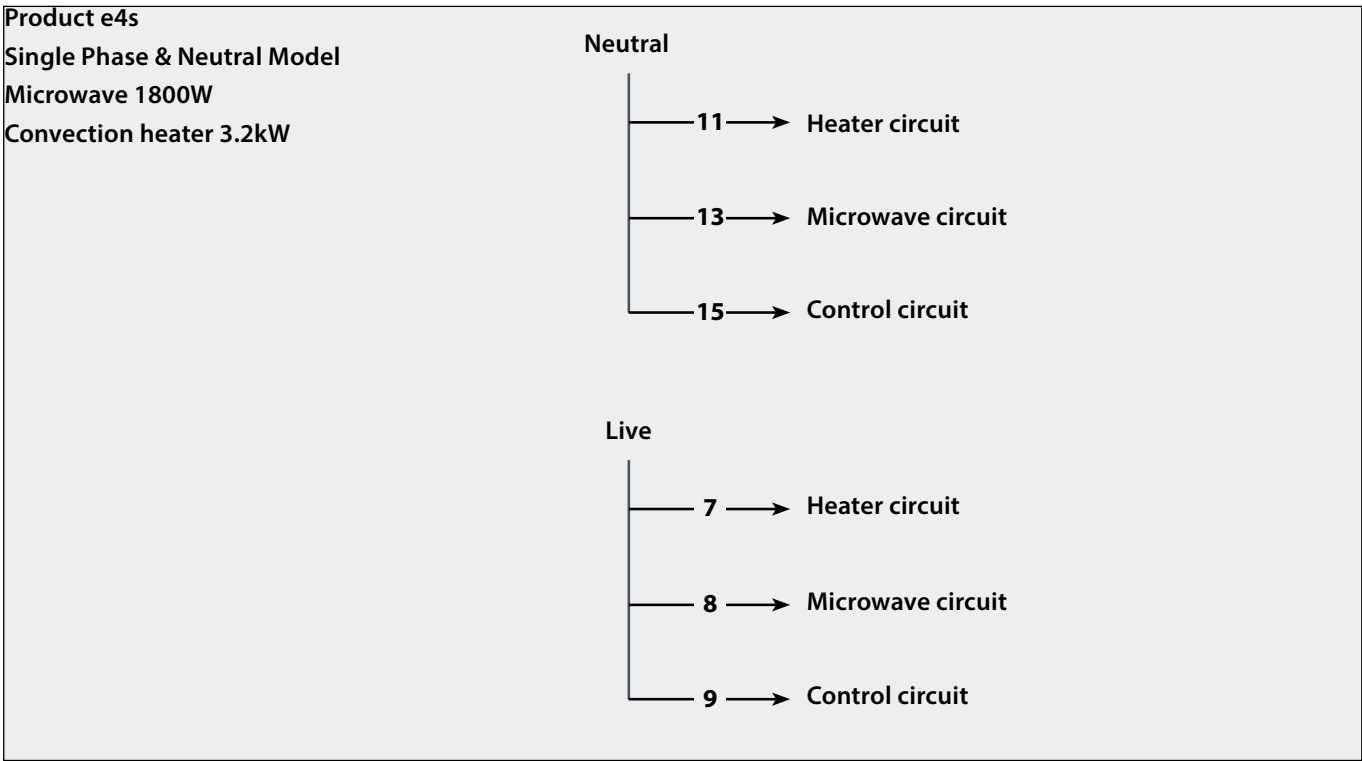 Product e4s
Single Phase & Neutral Model
Microwave 1800W
Convection heater 3.2kW
Neutral
11 Heater circuit
13 Microwave circuit
15 Control circuit
Live
7 Heater circuit
8 Microwave circuit
9 Control circuit